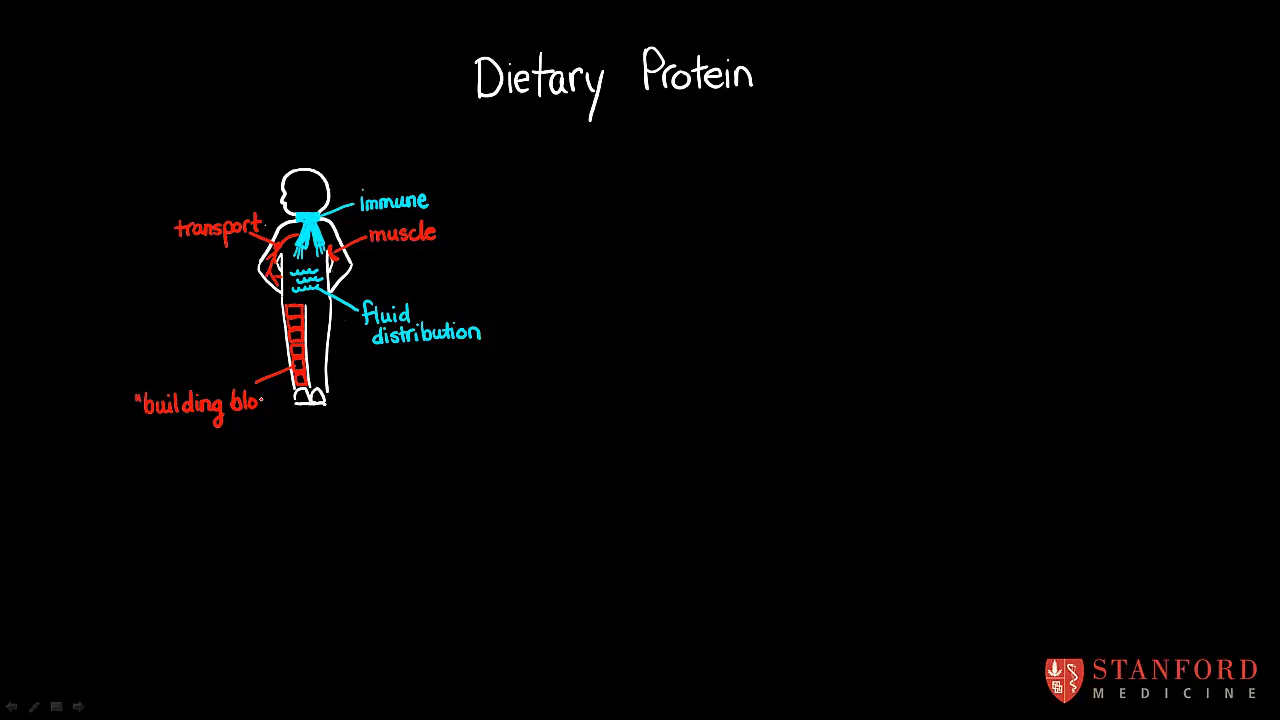 Dietary Protein
immune
transport
muscle
fluid
distribution
"building blo
STANFORD
MEDICINE